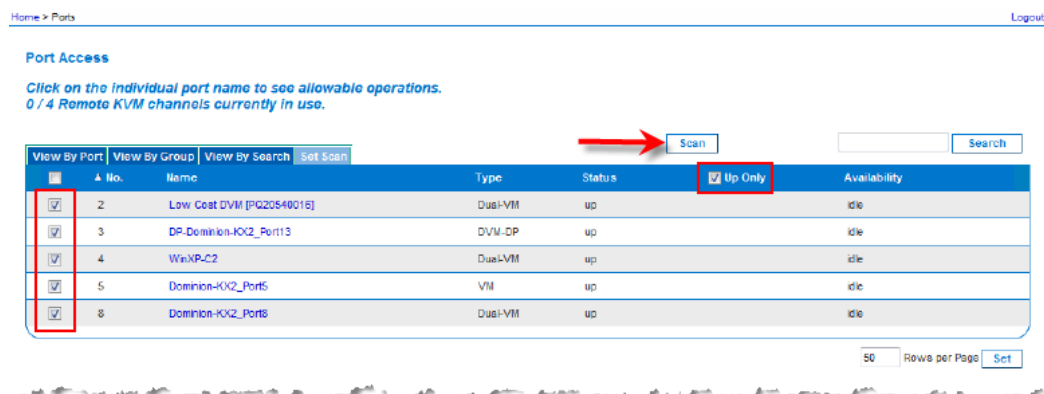 Home > Ports Logout
Port Access
Click on the individual port name to see allowable operations.
0 / 4 Remote KVM channels currently in use.
Scan Search
View By Port View By Group View By Search Set Scan
▲ No. Name Type Status Up Only Availability
2 Low Cost DVM [PQ20540016] Dual-VM up idle
3 DP-Dominion-KX2_Port13 DVM-DP up idle
4 WinXP-C2 Dual-VM up idle
5 Dominion-KX2_Port5 VM up idle
8 Dominion-KX2_Port8 Dual-VM up idle
50 Rows per Page Set